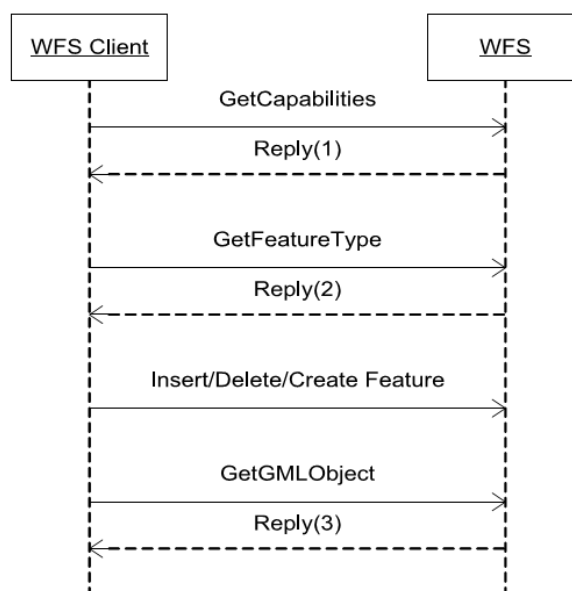 WFS Client
WFS
GetCapabilities
Reply(1)
GetFeatureType
Reply(2)
Insert/Delete/Create Feature
GetGMLObject
Reply(3)